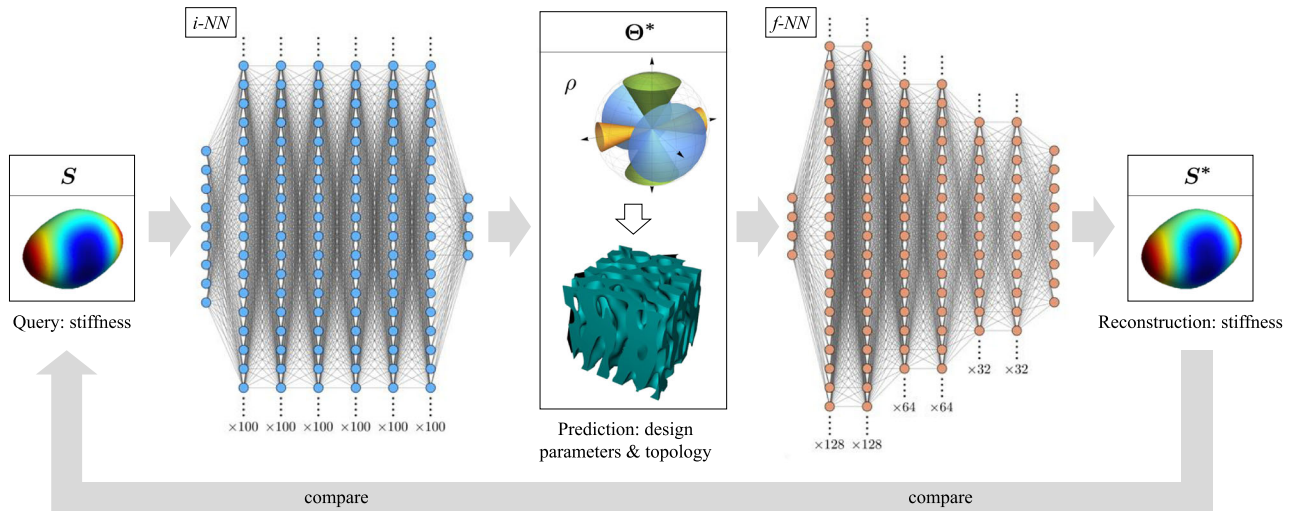 i-NN
Θ*
f-NN
ρ
S
S*
Query: stiffness
Reconstruction: stiffness
×100 ×100 ×100 ×100 ×100 ×100
×32 ×32
×64 ×64
×128 ×128
Prediction: design
parameters & topology
compare
compare